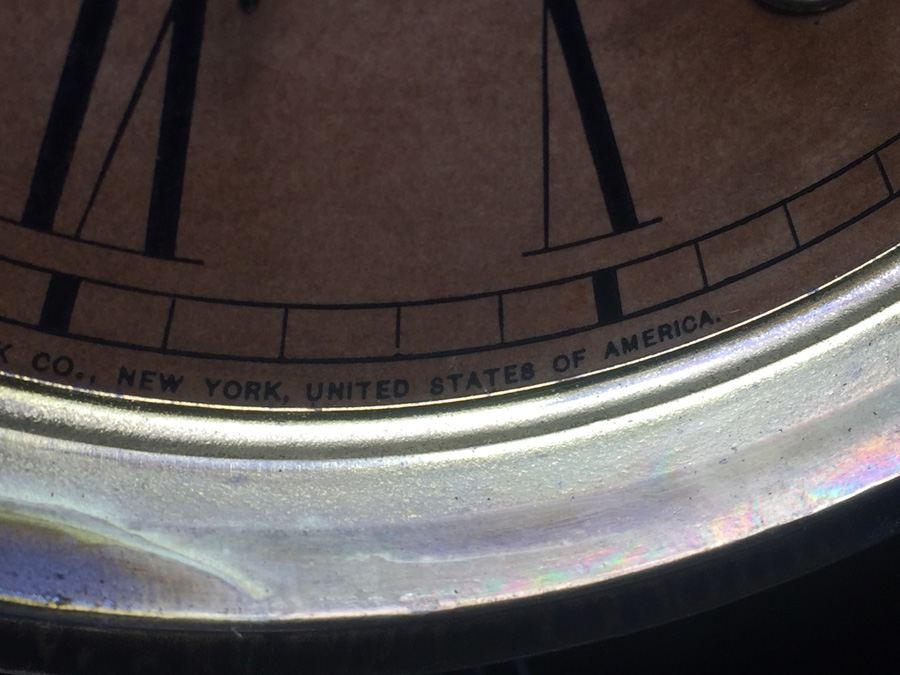 K CO., NEW YORK, UNITED STATES OF AMERICA.